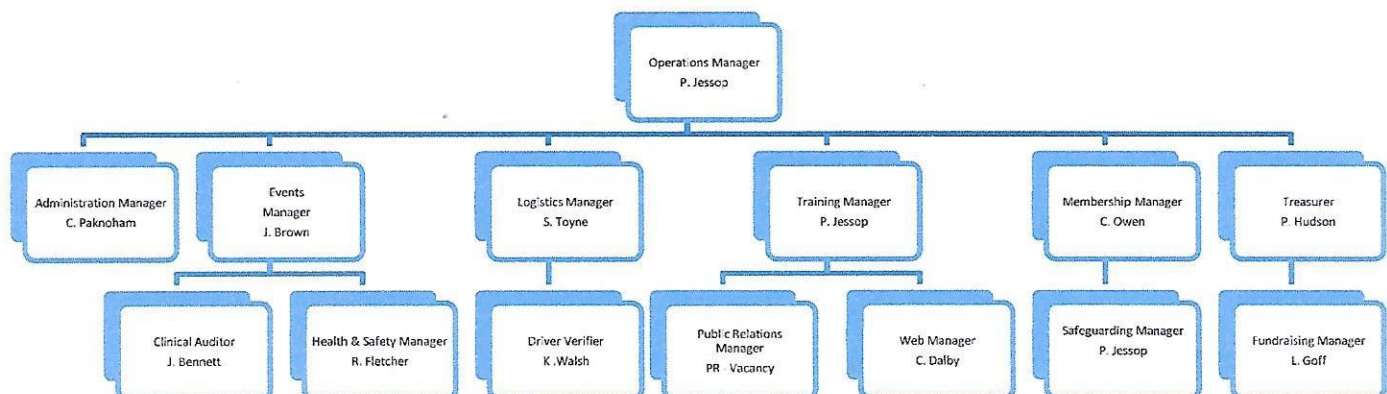 Operations Manager
P. Jessop
Administration Manager
C. Paknoham
Events
Manager
J. Brown
Logistics Manager
S. Toyne
Training Manager
P. Jessop
Membership Manager
C. Owen
Treasurer
P. Hudson
Clinical Auditor
J. Bennett
Health & Safety Manager
R. Fletcher
Driver Verifier
K .Walsh
Public Relations
Manager
PR - Vacancy
Web Manager
C. Dalby
Safeguarding Manager
P. Jessop
Fundraising Manager
L. Goff